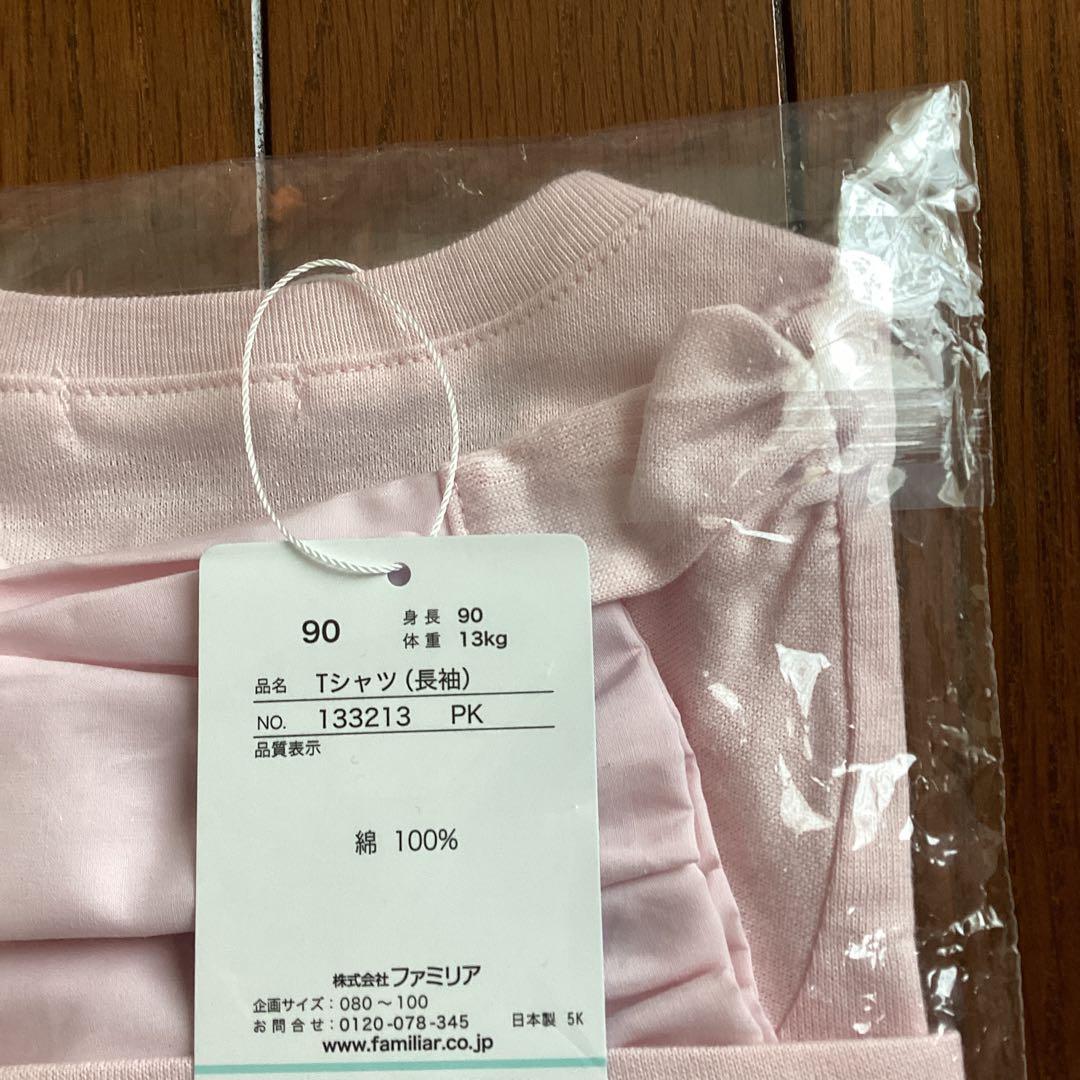 90
身長 90
体重 13kg
品名 Tシャツ(長袖)
NO. 133213 PK
品質表示
綿 100%
株式会社ファミリア
企画サイズ:080～100
お問合せ:0120-078-345 日本製 5K
www.familiar.co.jp